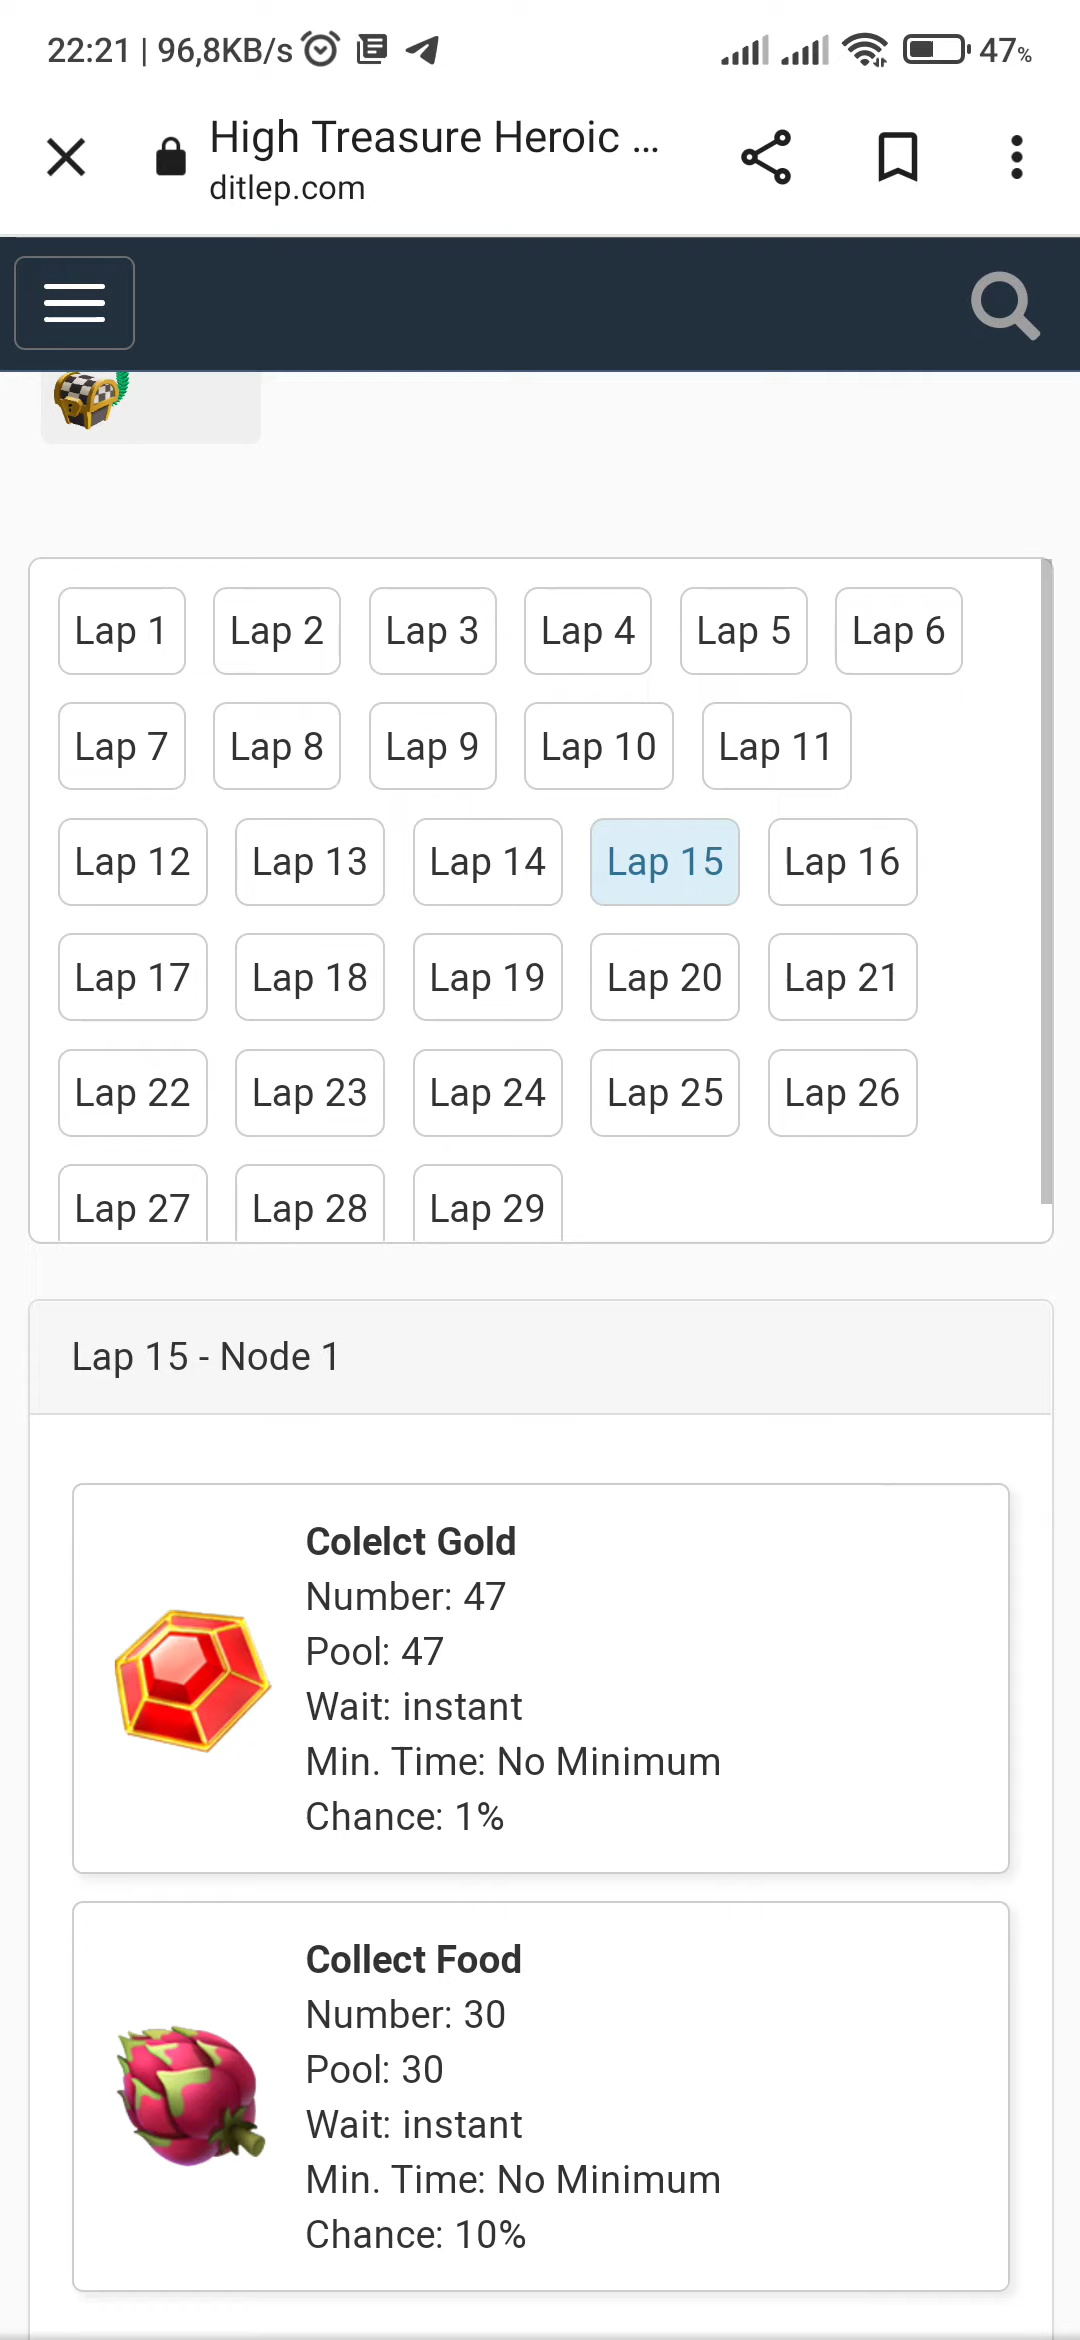 22:21 | 96,8KB/s
47%
High Treasure Heroic ...
ditlep.com
Lap 1 Lap 2 Lap 3 Lap 4 Lap 5 Lap 6
Lap 7 Lap 8 Lap 9 Lap 10 Lap 11
Lap 12 Lap 13 Lap 14 Lap 15 Lap 16
Lap 17 Lap 18 Lap 19 Lap 20 Lap 21
Lap 22 Lap 23 Lap 24 Lap 25 Lap 26
Lap 27 Lap 28 Lap 29
Lap 15 - Node 1
Colelct Gold
Number: 47
Pool: 47
Wait: instant
Min. Time: No Minimum
Chance: 1%
Collect Food
Number: 30
Pool: 30
Wait: instant
Min. Time: No Minimum
Chance: 10%